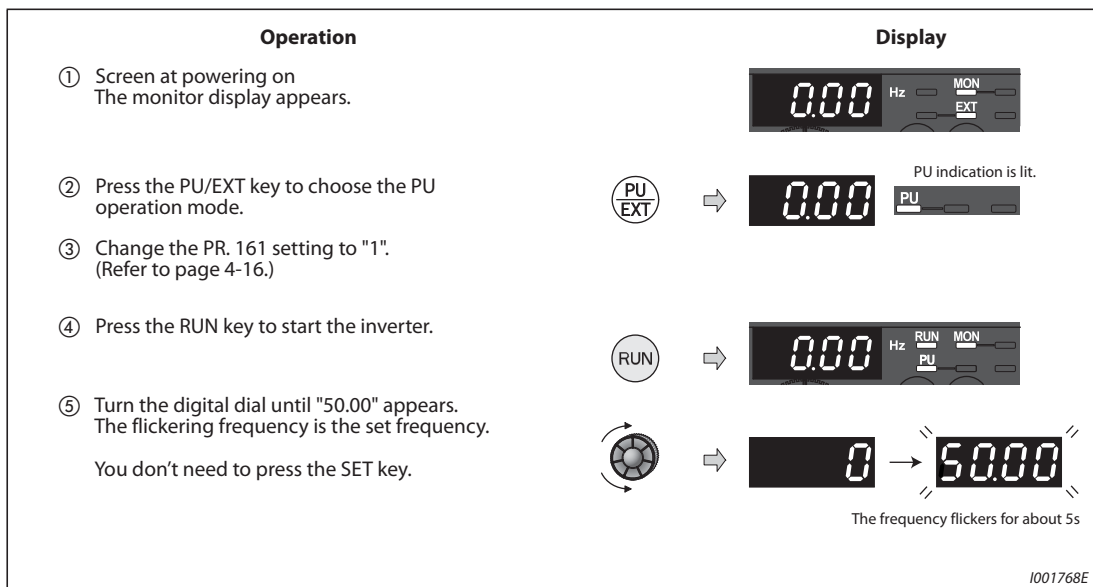 Operation
Display
① Screen at powering on
The monitor display appears.
0.00 Hz MON
EXT
② Press the PU/EXT key to choose the PU
operation mode.
PU
EXT
0.00
PU indication is lit.
PU
③ Change the PR. 161 setting to "1".
(Refer to page 4-16.)
④ Press the RUN key to start the inverter.
RUN
0.00 Hz RUN MON
PU
⑤ Turn the digital dial until "50.00" appears.
The flickering frequency is the set frequency.
You don’t need to press the SET key.
0 → 50.00
The frequency flickers for about 5s
I001768E